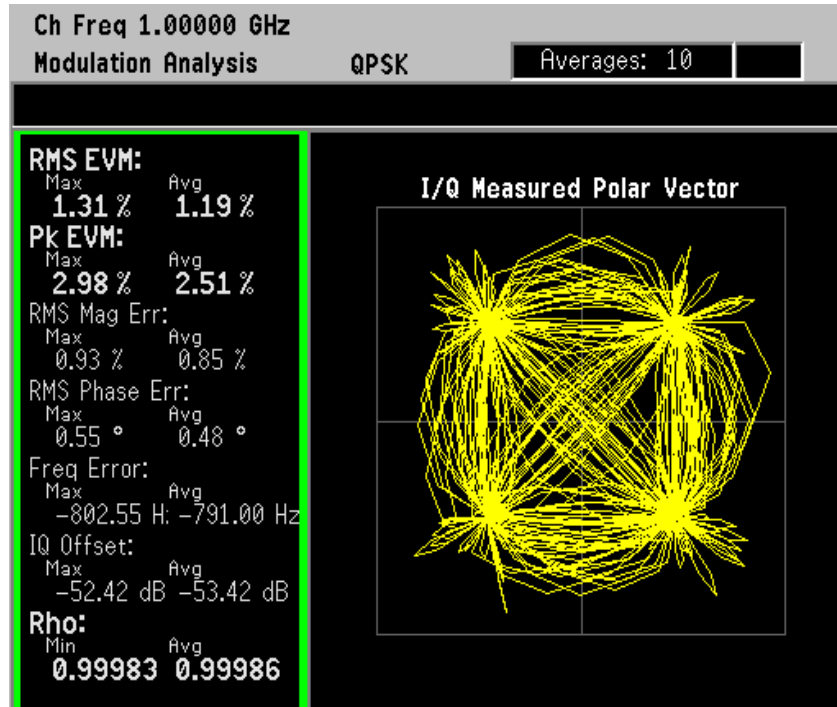 Ch Freq 1.00000 GHz
Modulation Analysis QPSK Averages: 10
RMS EVM:
Max Avg
1.31 % 1.19 %
Pk EVM:
Max Avg
2.98 % 2.51 %
RMS Mag Err:
Max Avg
0.93 % 0.85 %
RMS Phase Err:
Max Avg
0.55 ° 0.48 °
Freq Error:
Max Avg
-802.55 H: -791.00 Hz
IQ Offset:
Max Avg
-52.42 dB -53.42 dB
Rho:
Min Avg
0.99983 0.99986
I/Q Measured Polar Vector